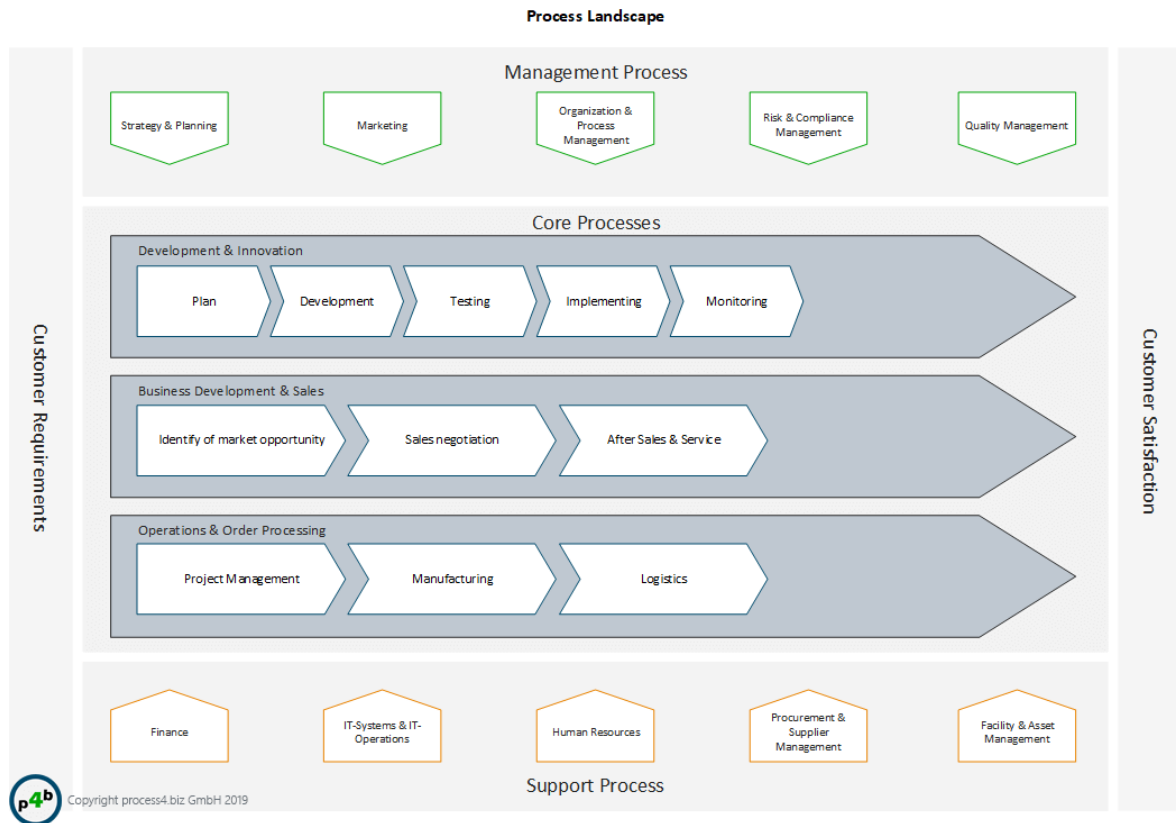 Process Landscape
Management Process
Strategy & Planning
Marketing
Organization &
Process
Management
Risk & Compliance
Management
Quality Management
Customer Requirements
Core Processes
Development & Innovation
Plan
Development
Testing
Implementing
Monitoring
Business Development & Sales
Identify of market opportunity
Sales negotiation
After Sales & Service
Operations & Order Processing
Project Management
Manufacturing
Logistics
Customer Satisfaction
Finance
IT-Systems & IT-
Operations
Human Resources
Procurement &
Supplier
Management
Facility & Asset
Management
Support Process
p4b
Copyright process4.biz GmbH 2019